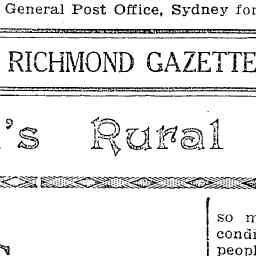 General Post Office, Sydney for
RICHMOND GAZETTE
's Rural
so m
condi
peopl